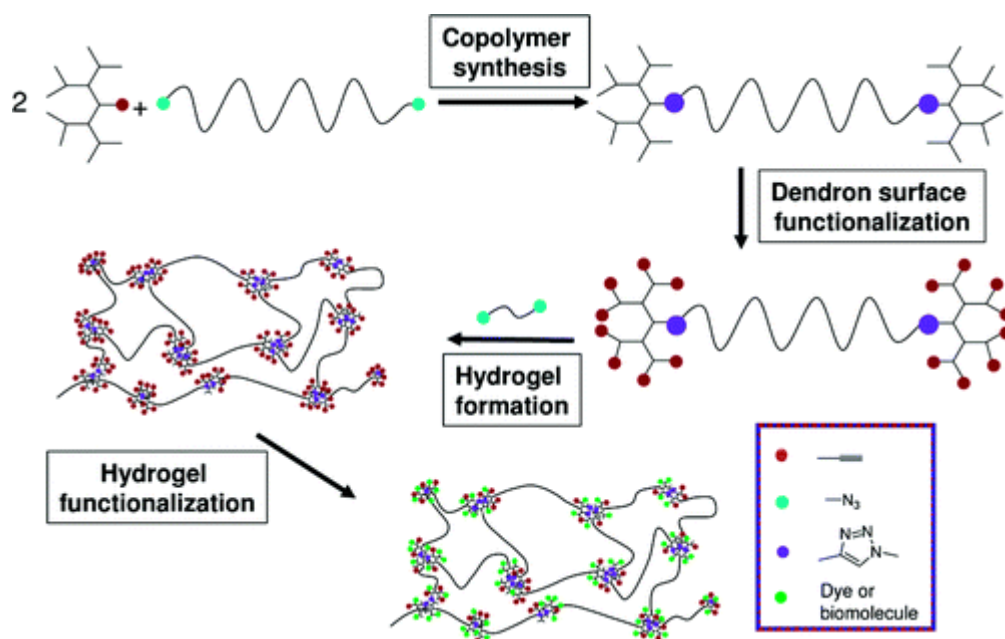 Copolymer
synthesis
2
+
Dendron surface
functionalization
Hydrogel
formation
Hydrogel
functionalization
—N3
N=N
N
Dye or
biomolecule